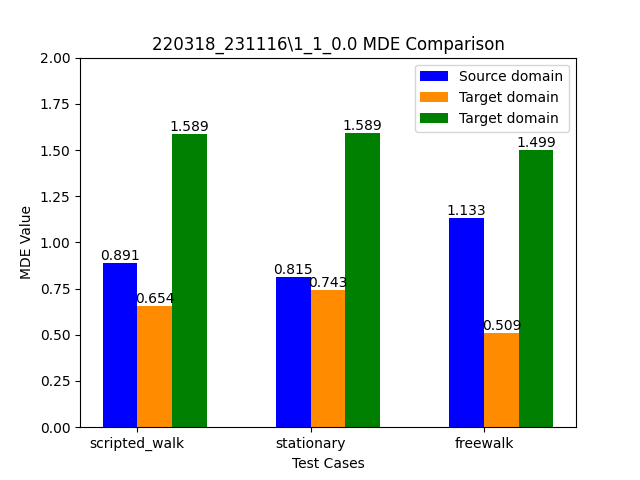 220318_231116\1_1_0.0 MDE Comparison
2.00
1.75
1.50
1.25
1.00
0.75
0.50
0.25
0.00
MDE Value
Source domain
Target domain
Target domain
0.891
0.654
1.589
0.815
0.743
1.589
1.133
0.509
1.499
scripted_walk
stationary
freewalk
Test Cases